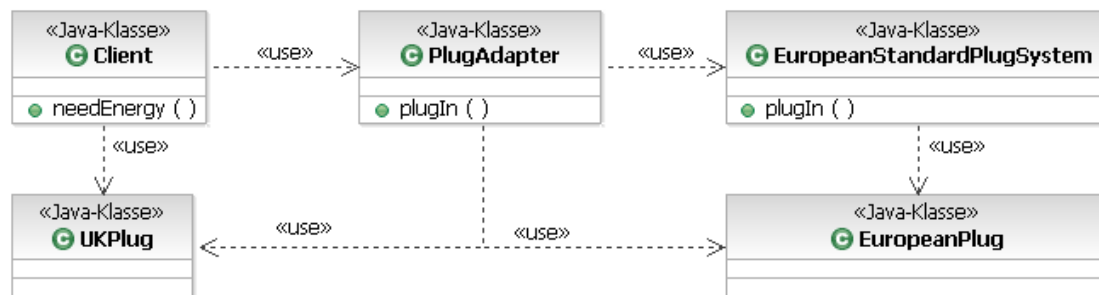 «Java-Klasse»
C Client
needEnergy ( )
«use»
«Java-Klasse»
C PlugAdapter
plugIn ( )
«use»
«Java-Klasse»
C EuropeanStandardPlugSystem
plugIn ( )
«use»
«use»
«Java-Klasse»
C UKPlug
«use»
«use»
«Java-Klasse»
C EuropeanPlug